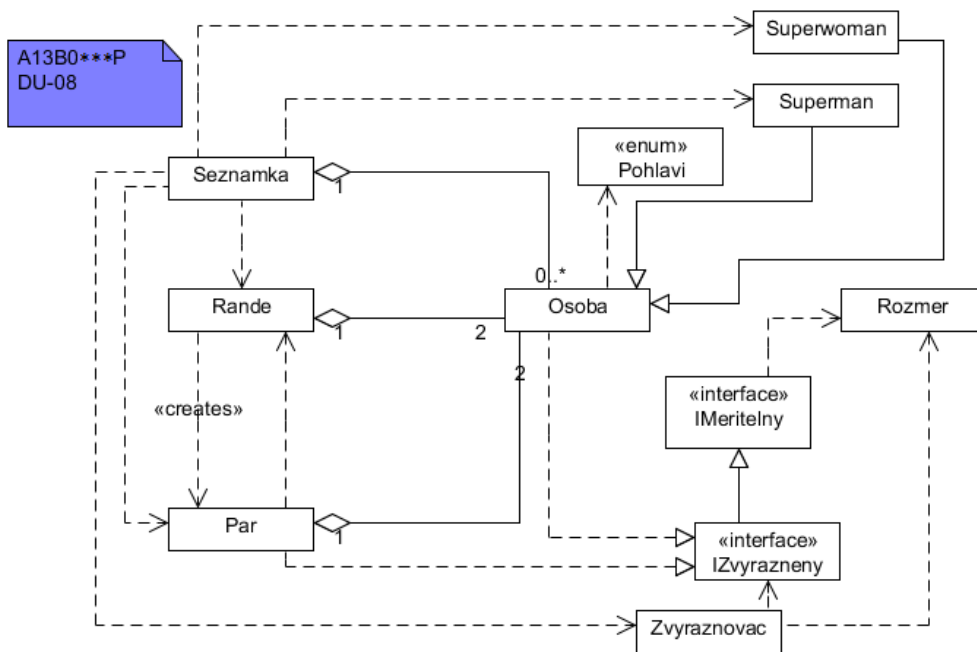 A13B0***P
DU-08
Superwoman
Superman
«enum»
Pohlavi
Seznamka
1
0..*
Rande
1
2
Osoba
Rozmer
2
«interface»
IMeritelny
«creates»
Par
1
«interface»
IZvyrazneny
Zvyraznovac